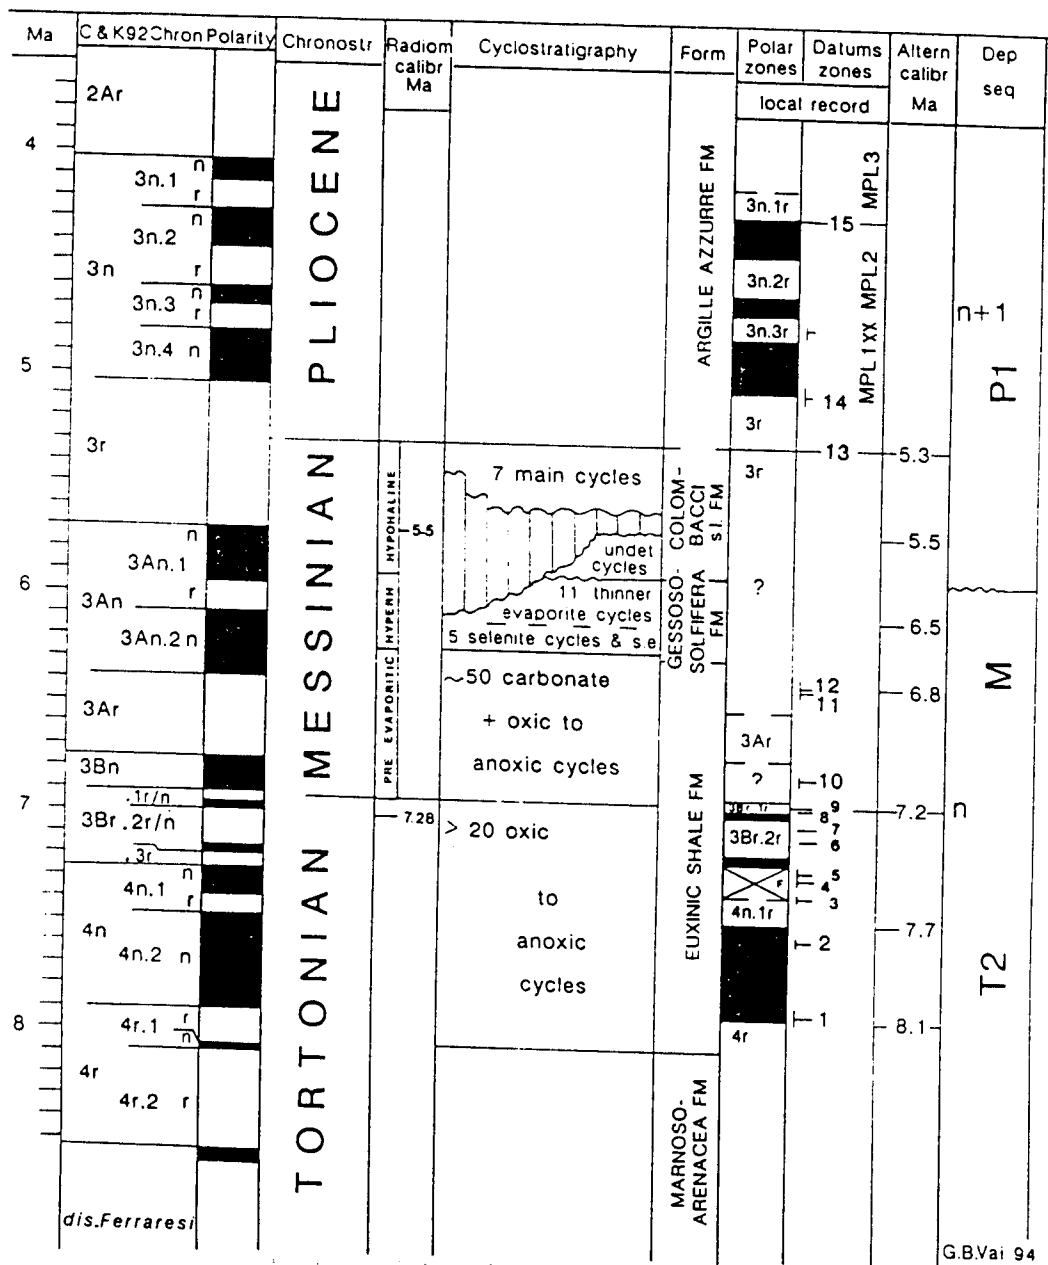 Ma
C & K92 Chron Polarity
Chronostr
Radiom
calibr
Ma
Cyclostratigraphy
Form
Polar
zones
Datums
zones
local record
Altern
calibr
Ma
Dep
seq
4
5
6
7
8
2Ar
3n.1
n
r
3n.2
n
r
3n
3n.3
n
r
3n.4 n
3r
3An.1
n
r
3An
3An.2 n
3Ar
3Bn
.1r/n
3Br .2r/n
.3r
4n.1
n
r
4n
4n.2 n
4r.1
r
n
4r
4r.2 r
dis.Ferraresi
PLIOCENE
MESSINIAN
TORTONIAN
HYPOHALINE
HYPERH
PRE EVAPORITIC
5.5
7.28
7 main cycles
undet
cycles
11 thinner
evaporite cycles
5 selenite cycles & s.e.
~50 carbonate
+ oxic to
anoxic cycles
> 20 oxic
to
anoxic
cycles
ARGILLE AZZURRE FM
COLOM-
BACCI
s.l. FM
GESSOSO-
SOLFIFERA
FM
EUXINIC SHALE FM
MARNOSO-
ARENACEA FM
3n.1r
3n.2r
3n.3r
3r
3r
?
3Ar
?
3Br.1r
3Br.2r
F
4n.1r
4r
MPL3
MPL2
MPL1XX
15
14
13
12
11
10
9
8
7
6
5
4
3
2
1
5.3
5.5
6.5
6.8
7.2
7.7
8.1
n+1
P1
M
n
T2
G.B.Vai 94